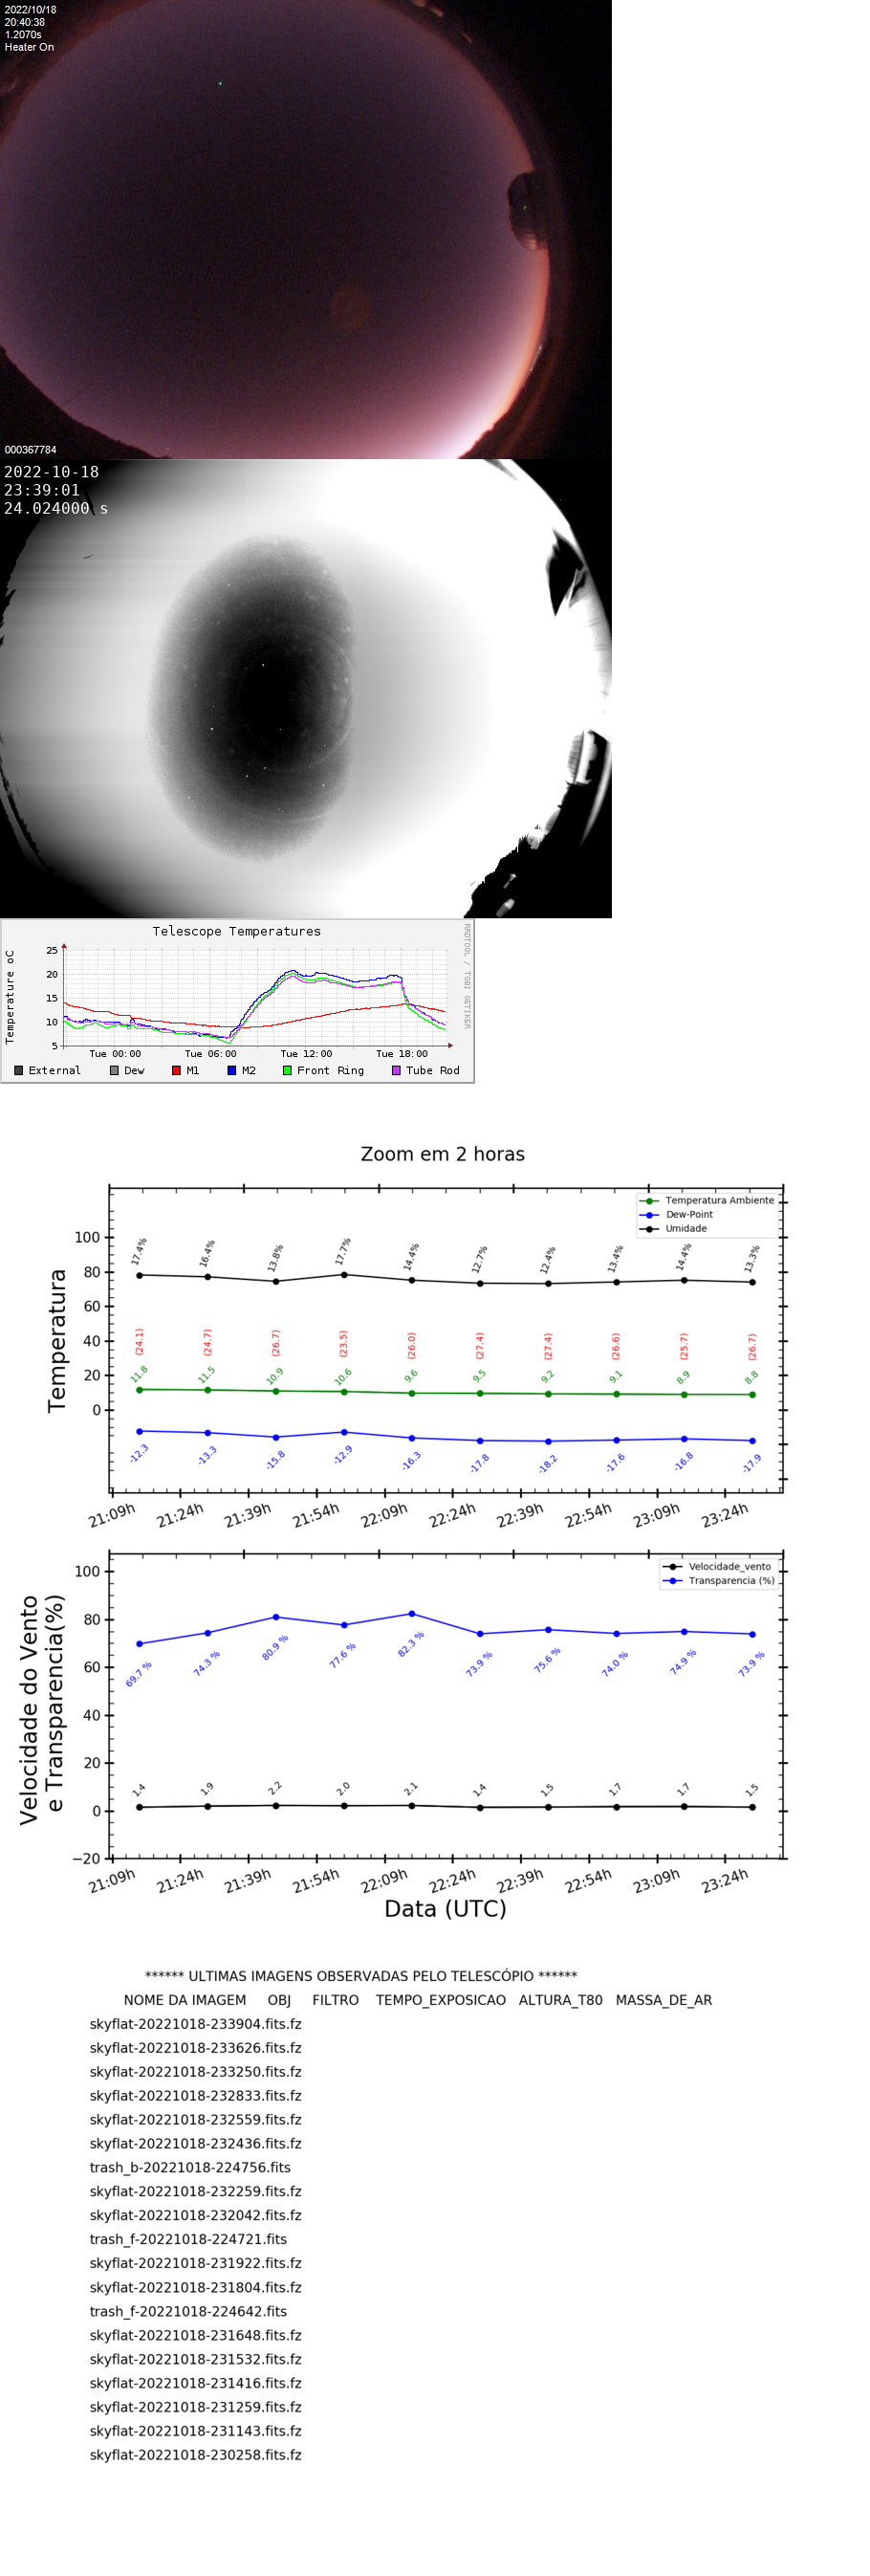 2022/10/18
20:40:38
1.2070s
Heater On
000367784
2022-10-18
23:39:01
24.024000 s
Telescope Temperatures
RRDTOOL / TOBI OETIKER
Temperature oC
25
20
15
10
5
Tue 00:00 Tue 06:00 Tue 12:00 Tue 18:00
External Dew M1 M2 Front Ring Tube Rod
Zoom em 2 horas
Temperatura Ambiente
Dew-Point
Umidade
Temperatura
100
80
60
40
20
0
17.4% 16.4% 13.8% 17.7% 14.4% 12.7% 12.4% 13.4% 14.4% 13.3%
(24.1) (24.7) (26.7) (23.5) (26.0) (27.4) (27.4) (26.6) (25.7) (26.7)
11.8 11.5 10.9 10.6 9.6 9.5 9.2 9.1 8.9 8.8
-12.3 -13.3 -15.8 -12.9 -16.3 -17.8 -18.2 -17.6 -16.8 -17.9
21:09h 21:24h 21:39h 21:54h 22:09h 22:24h 22:39h 22:54h 23:09h 23:24h
Velocidade_vento
Transparencia (%)
Velocidade do Vento
e Transparencia(%)
100
80
60
40
20
0
−20
69.7 % 74.3 % 80.9 % 77.6 % 82.3 % 73.9 % 75.6 % 74.0 % 74.9 % 73.9 %
1.4 1.9 2.2 2.0 2.1 1.4 1.5 1.7 1.7 1.5
21:09h 21:24h 21:39h 21:54h 22:09h 22:24h 22:39h 22:54h 23:09h 23:24h
Data (UTC)
****** ULTIMAS IMAGENS OBSERVADAS PELO TELESCÓPIO ******
NOME DA IMAGEM OBJ FILTRO TEMPO_EXPOSICAO ALTURA_T80 MASSA_DE_AR
skyflat-20221018-233904.fits.fz
skyflat-20221018-233626.fits.fz
skyflat-20221018-233250.fits.fz
skyflat-20221018-232833.fits.fz
skyflat-20221018-232559.fits.fz
skyflat-20221018-232436.fits.fz
trash_b-20221018-224756.fits
skyflat-20221018-232259.fits.fz
skyflat-20221018-232042.fits.fz
trash_f-20221018-224721.fits
skyflat-20221018-231922.fits.fz
skyflat-20221018-231804.fits.fz
trash_f-20221018-224642.fits
skyflat-20221018-231648.fits.fz
skyflat-20221018-231532.fits.fz
skyflat-20221018-231416.fits.fz
skyflat-20221018-231259.fits.fz
skyflat-20221018-231143.fits.fz
skyflat-20221018-230258.fits.fz